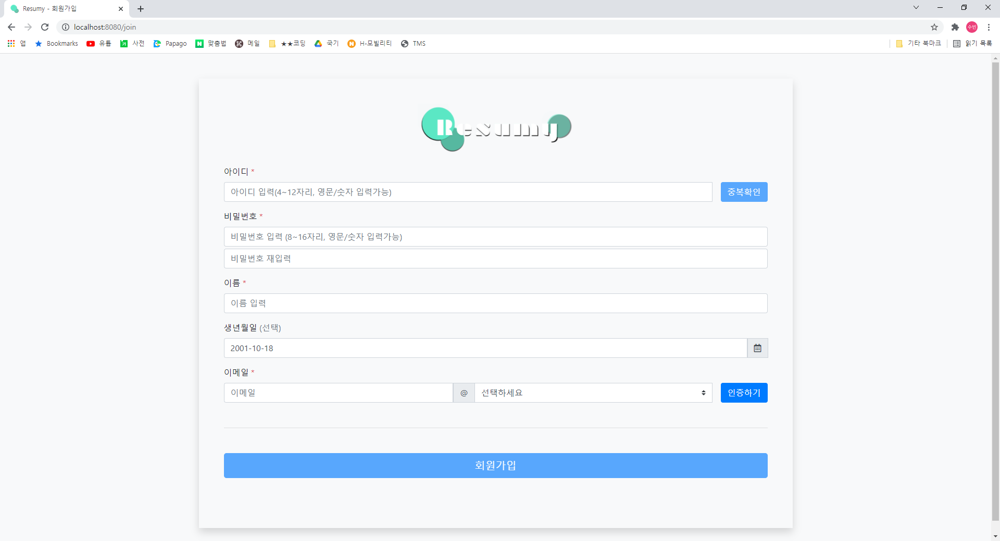 Resumy - 회원가입
localhost:8080/join
수빈
앱 Bookmarks 유튭 사전 Papago 맞춤법 메일 ★★코딩 국기 H-모빌리티 TMS 기타 북마크 읽기 목록
Resumy
아이디 *
아이디 입력(4~12자리, 영문/숫자 입력가능) 중복확인
비밀번호 *
비밀번호 입력 (8~16자리, 영문/숫자 입력가능)
비밀번호 재입력
이름 *
이름 입력
생년월일 (선택)
2001-10-18
이메일 *
이메일 @ 선택하세요 인증하기
회원가입